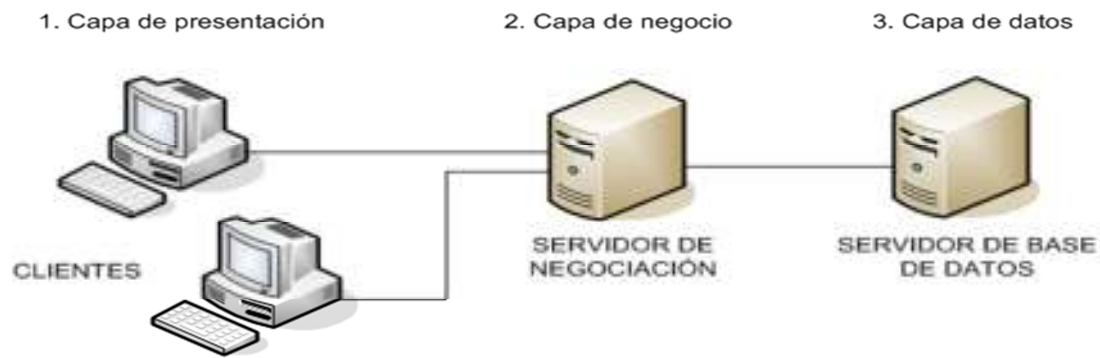 1. Capa de presentación
2. Capa de negocio
3. Capa de datos
CLIENTES
SERVIDOR DE
NEGOCIACIÓN
SERVIDOR DE BASE
DE DATOS